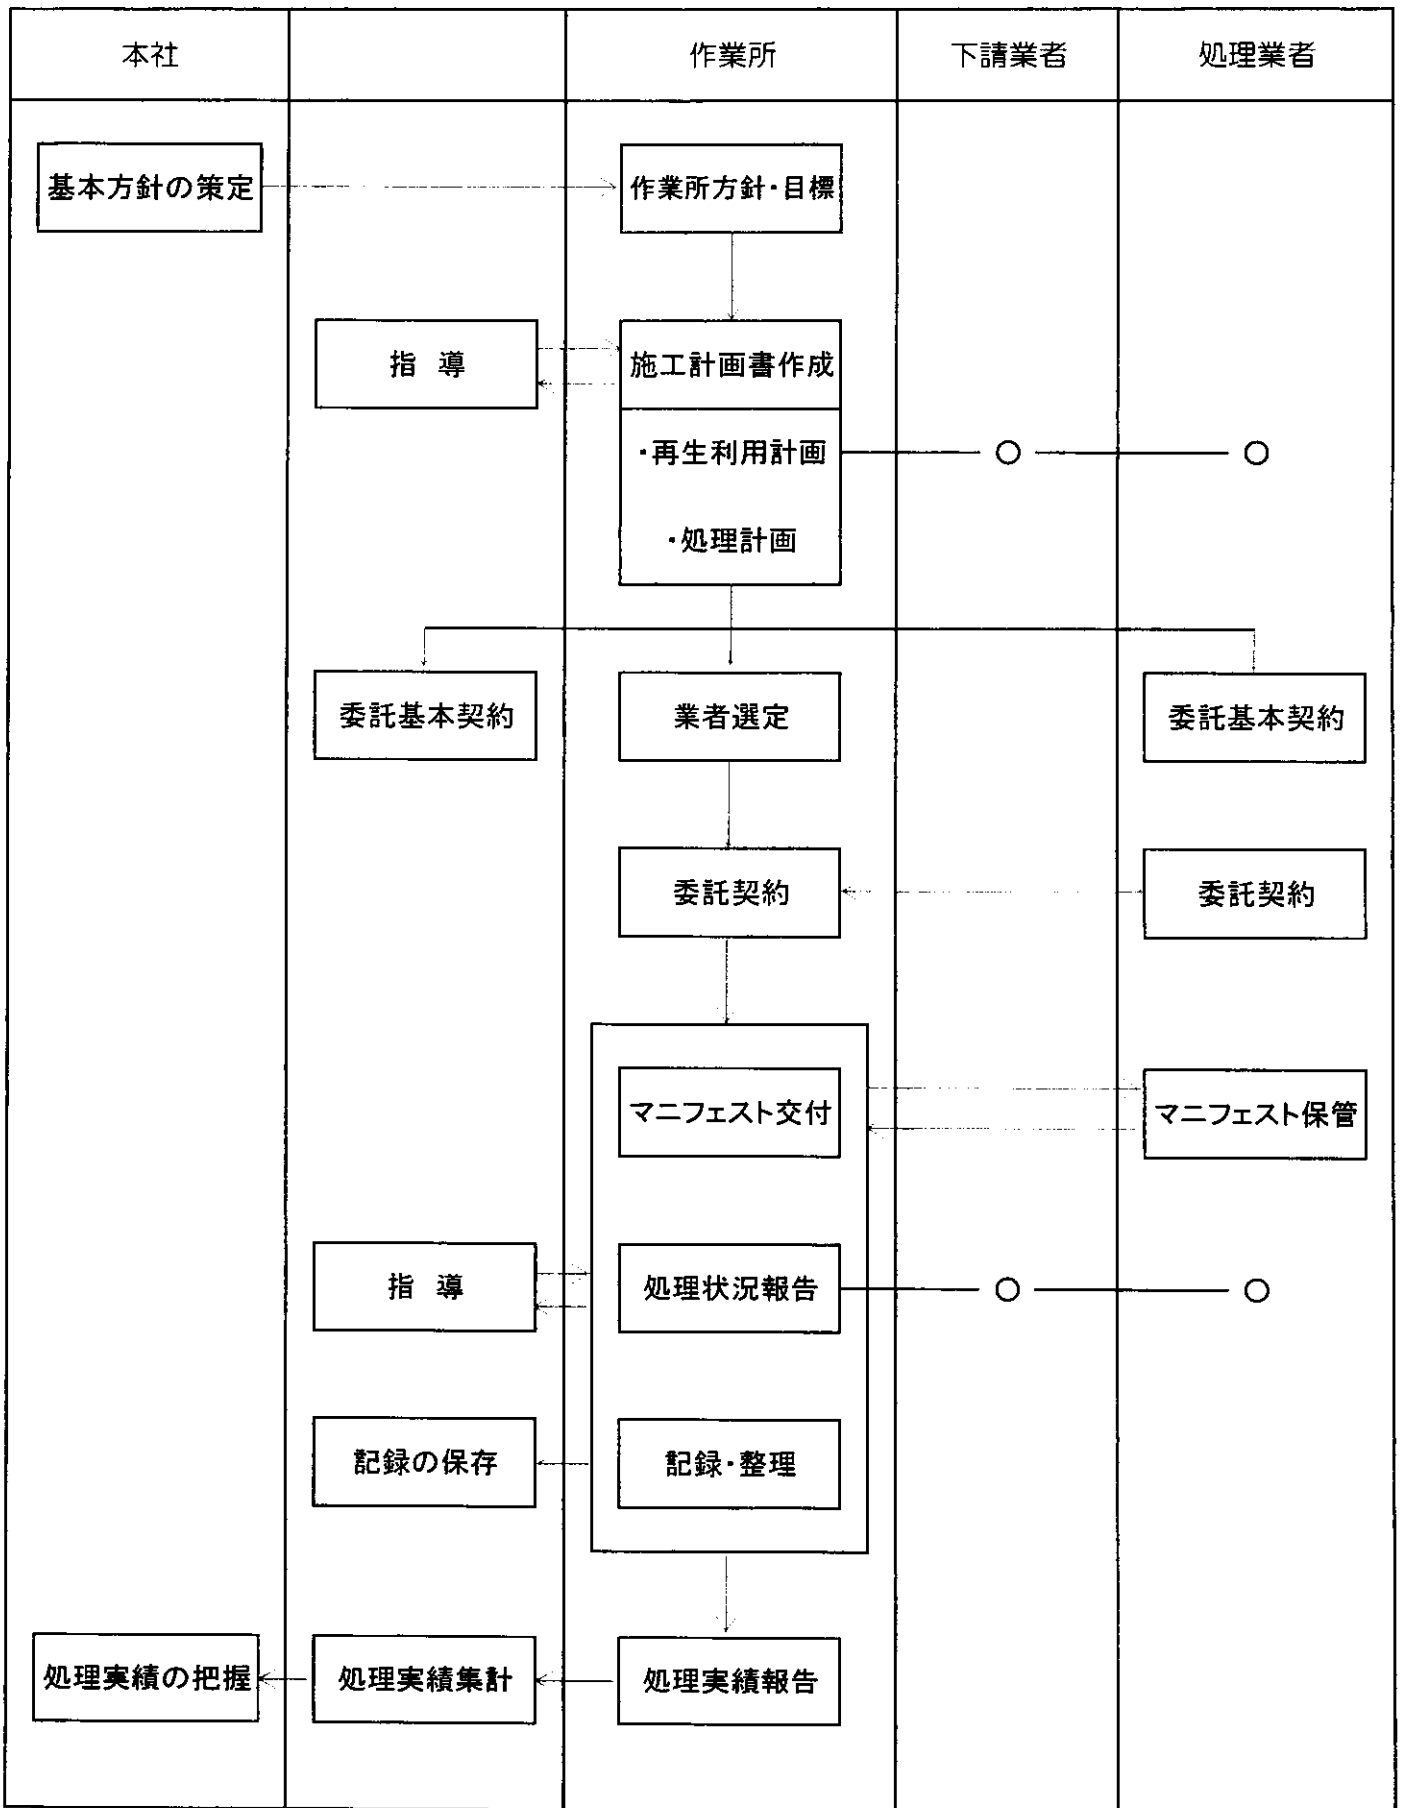 本社
作業所
下請業者
処理業者
基本方針の策定
作業所方針・目標
指 導
施工計画書作成
・再生利用計画
○
○
・処理計画
委託基本契約
業者選定
委託基本契約
委託契約
委託契約
マニフェスト交付
マニフェスト保管
指 導
処理状況報告
○
○
記録の保存
記録・整理
処理実績の把握
処理実績集計
処理実績報告